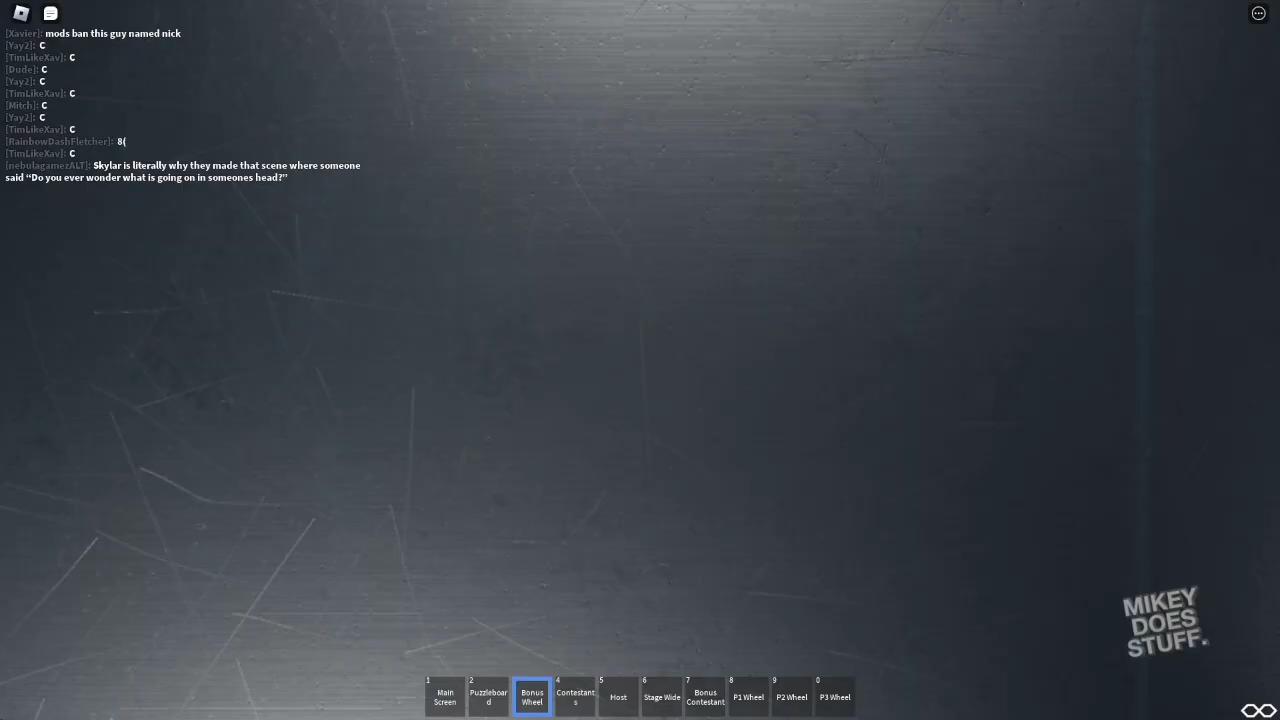 [Xavier]: mods ban this guy named nick
[Yay2]: C
[TimLikeXav]: C
[Dude]: C
[Yay2]: C
[TimLikeXav]: C
[Mitch]: C
[Yay2]: C
[TimLikeXav]: C
[RainbowDashFletcher]: 8(
[TimLikeXav]: C
[nebulagamezALT]: Skylar is literally why they made that scene where someone
said “Do you ever wonder what is going on in someones head?”
MIKEY
DOES
STUFF.
1 2 4 5 6 7 8 9 0
Main Screen
Puzzleboard
Bonus Wheel
Contestants
Host
Stage Wide
Bonus Contestant
P1 Wheel
P2 Wheel
P3 Wheel